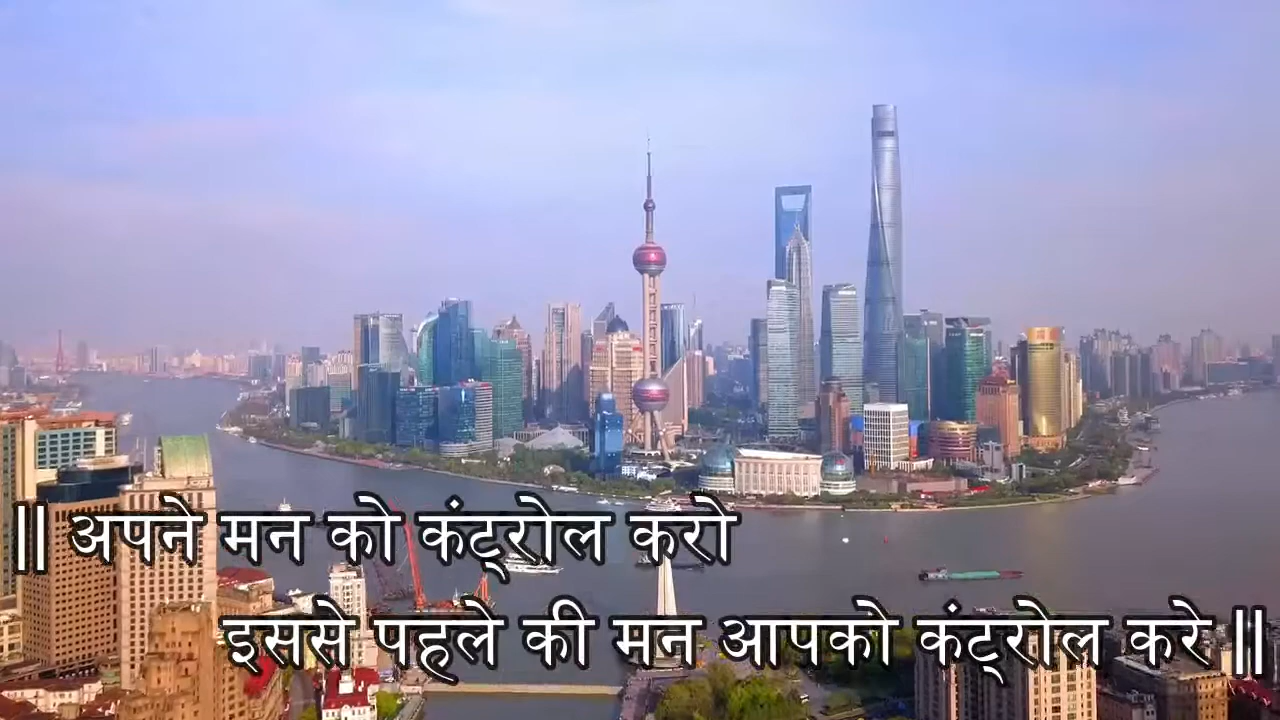 || अपने मन को कंट्रोल करो
इससे पहले की मन आपको कंट्रोल करे ||